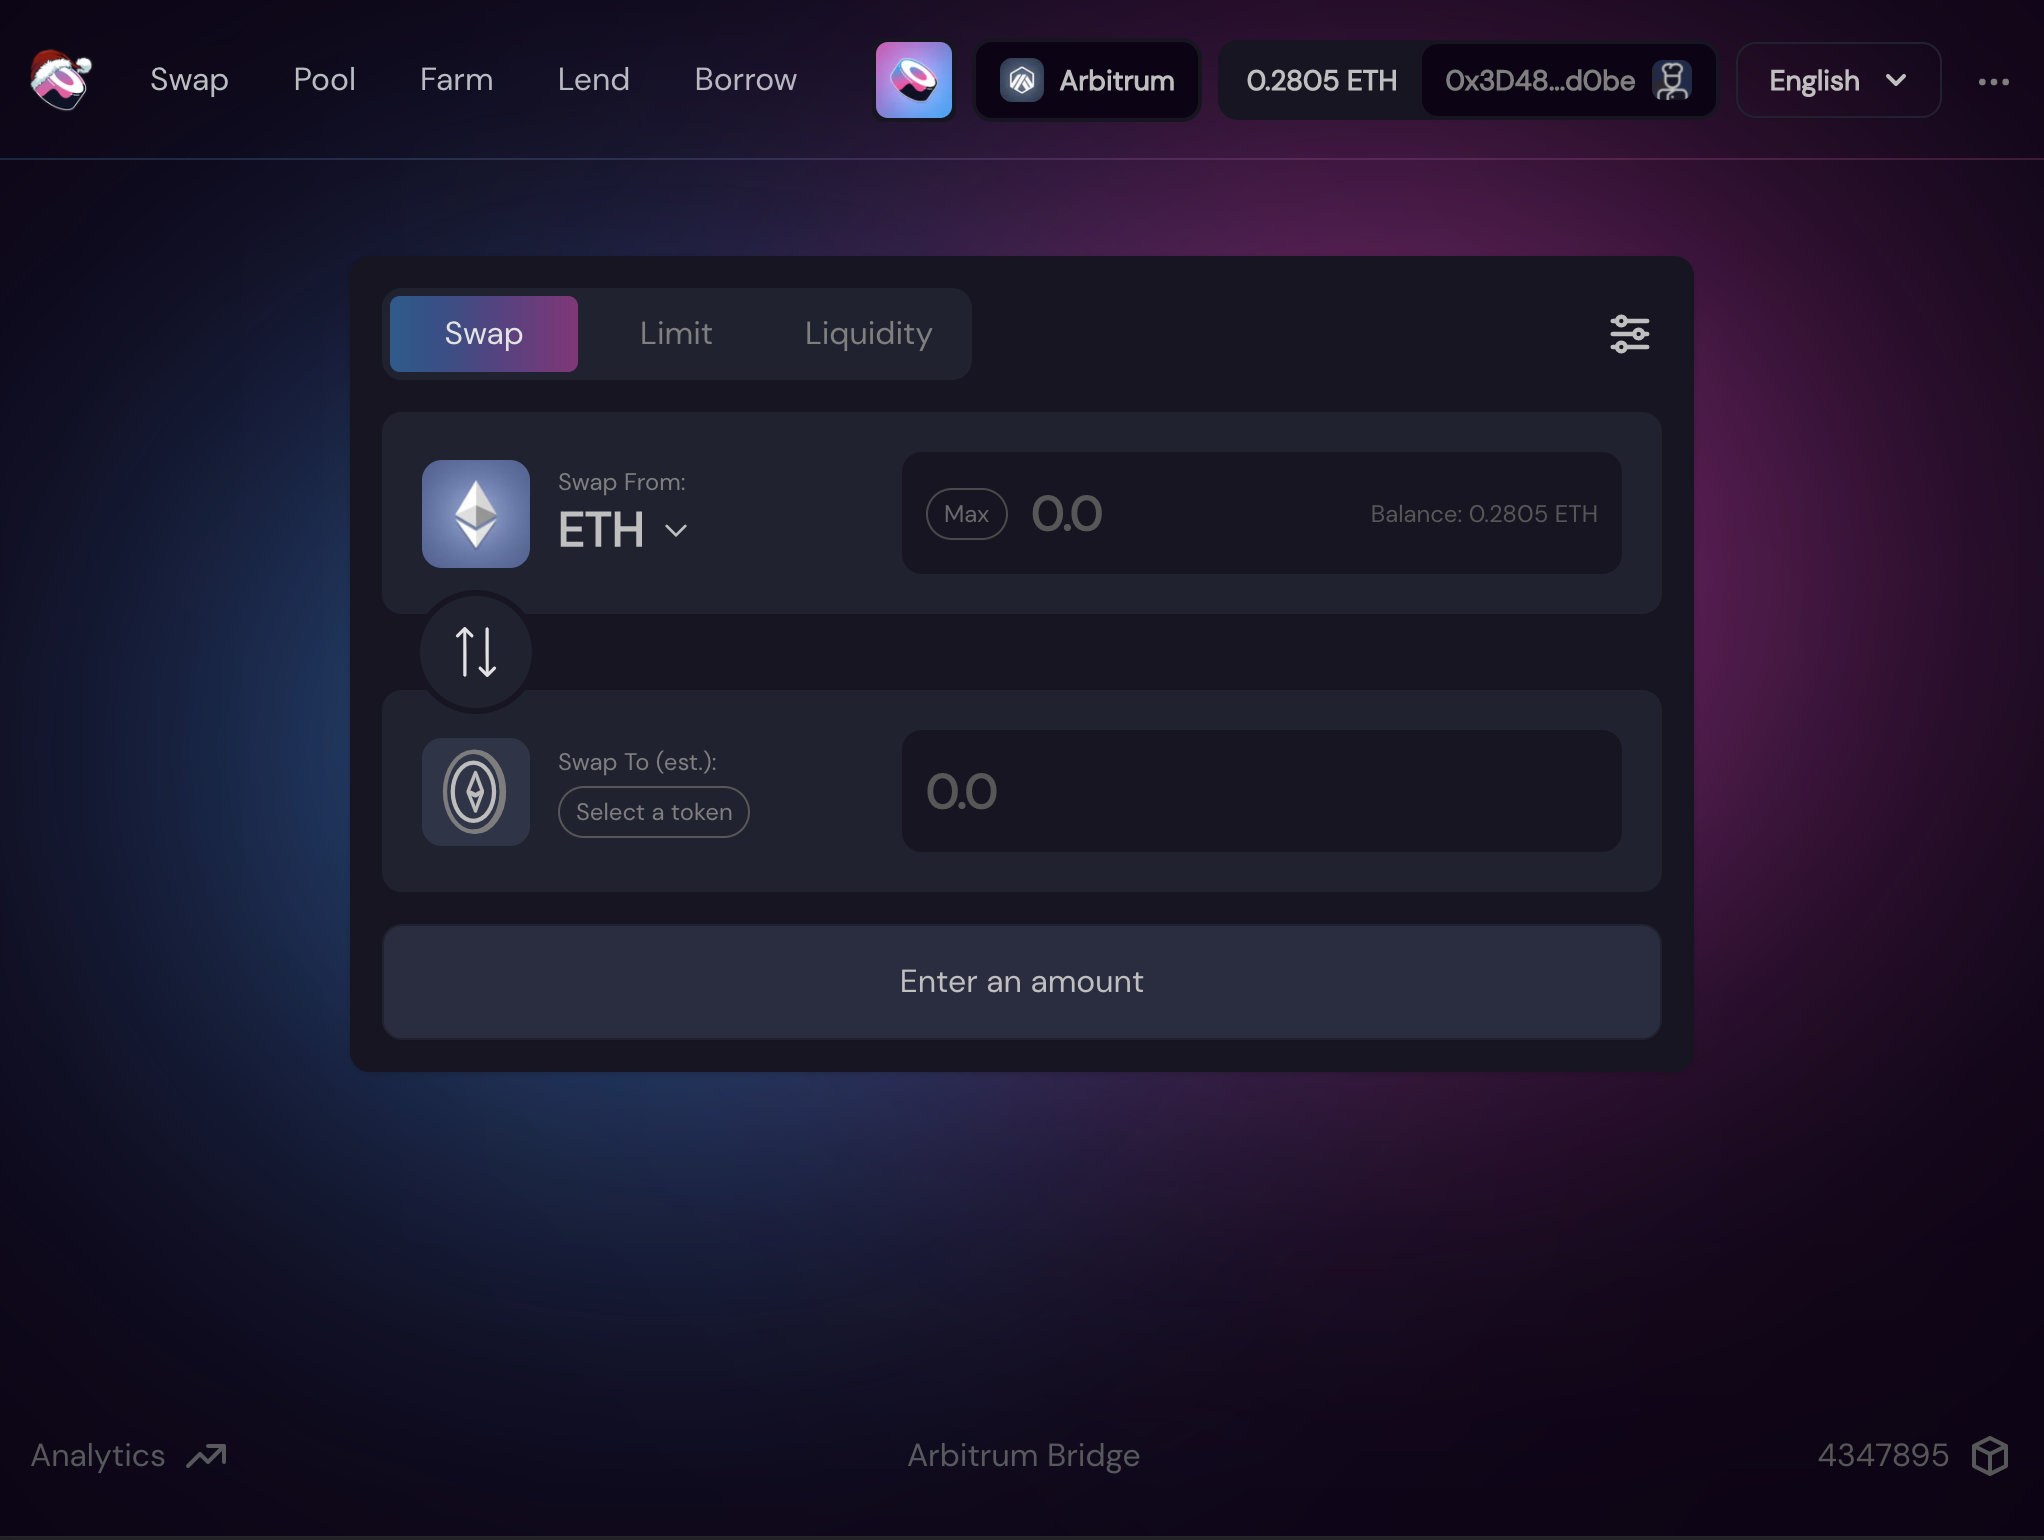 Swap Pool Farm Lend Borrow Arbitrum 0.2805 ETH 0x3D48...d0be English
Swap Limit Liquidity
Swap From:
ETH
Max 0.0 Balance: 0.2805 ETH
Swap To (est.):
Select a token
0.0
Enter an amount
Analytics Arbitrum Bridge 4347895